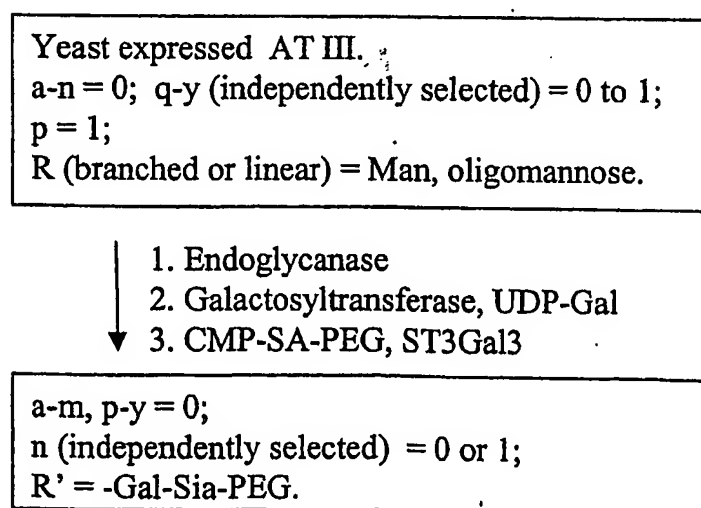 Yeast expressed AT III.
a-n = 0; q-y (independently selected) = 0 to 1;
p = 1;
R (branched or linear) = Man, oligomannose.
1. Endoglycanase
2. Galactosyltransferase, UDP-Gal
3. CMP-SA-PEG, ST3Gal3
a-m, p-y = 0;
n (independently selected) = 0 or 1;
R' = -Gal-Sia-PEG.